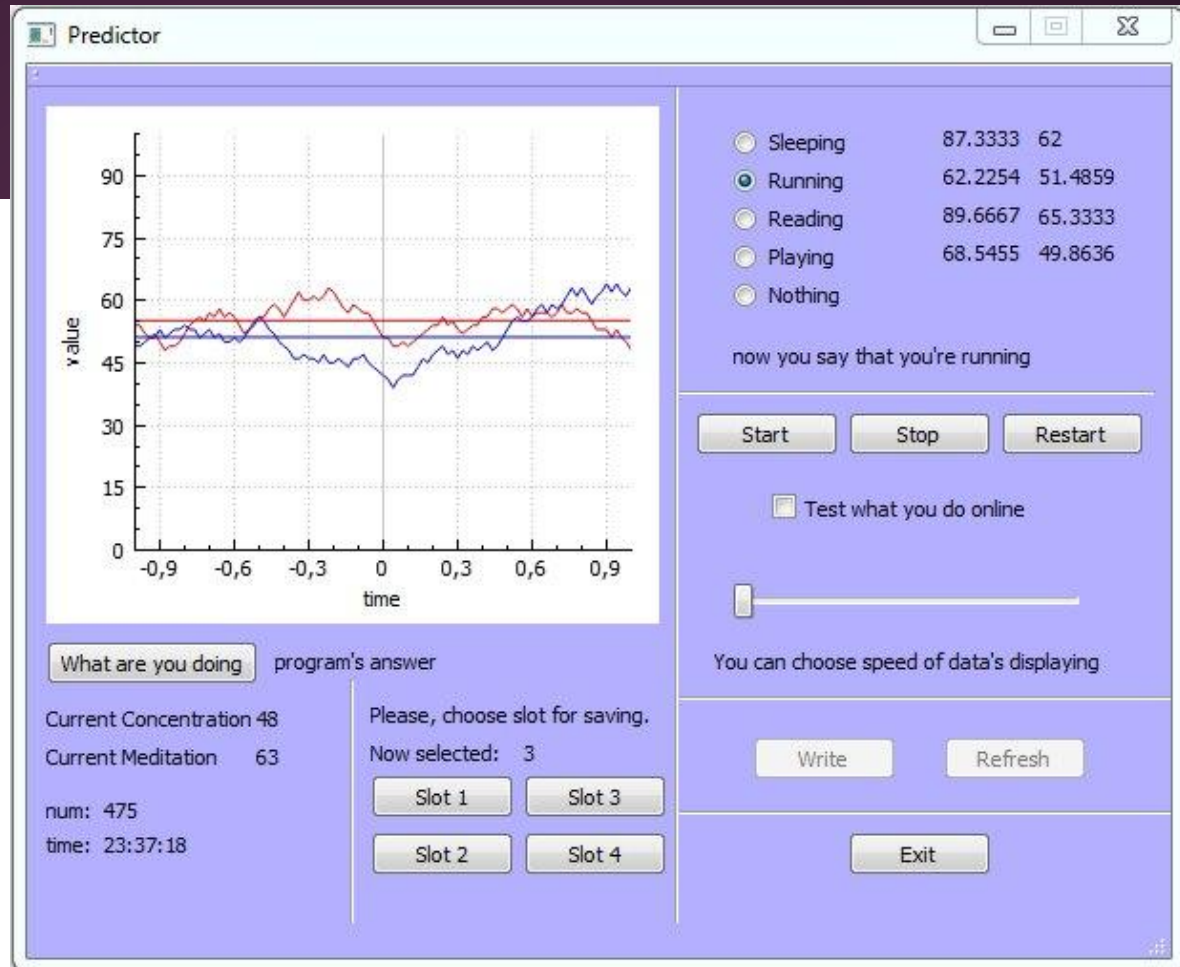 Predictor
90
75
60
45
30
15
0
value
-0,9 -0,6 -0,3 0 0,3 0,6 0,9
time
What are you doing program's answer
Current Concentration 48
Current Meditation 63
num: 475
time: 23:37:18
Please, choose slot for saving.
Now selected: 3
Slot 1 Slot 3
Slot 2 Slot 4
Sleeping 87.3333 62
Running 62.2254 51.4859
Reading 89.6667 65.3333
Playing 68.5455 49.8636
Nothing
now you say that you're running
Start Stop Restart
Test what you do online
You can choose speed of data's displaying
Write Refresh
Exit